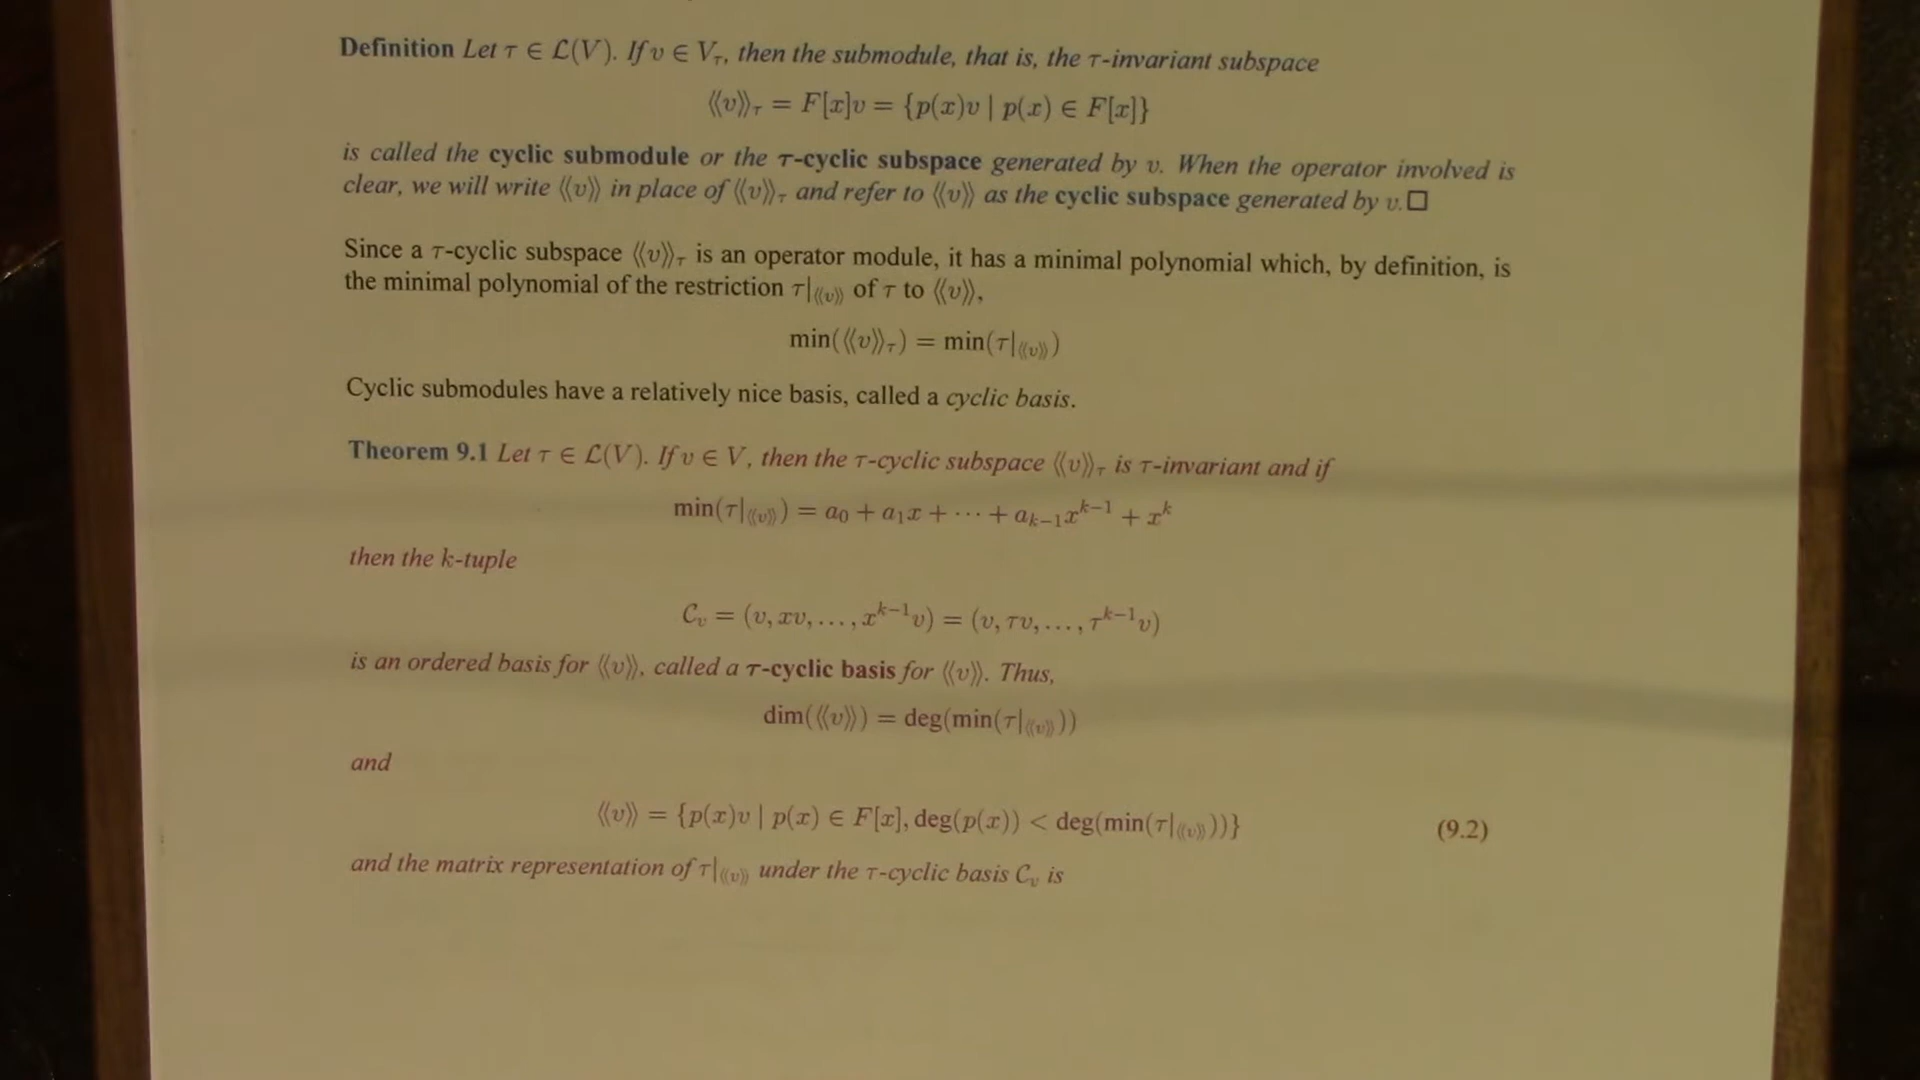 Definition Let τ ∈ ℒ(V). If v ∈ V_τ, then the submodule, that is, the τ-invariant subspace
⟪v⟫_τ = F[x]v = {p(x)v | p(x) ∈ F[x]}
is called the cyclic submodule or the τ-cyclic subspace generated by v. When the operator involved is
clear, we will write ⟪v⟫ in place of ⟪v⟫_τ and refer to ⟪v⟫ as the cyclic subspace generated by v.□
Since a τ-cyclic subspace ⟪v⟫_τ is an operator module, it has a minimal polynomial which, by definition, is
the minimal polynomial of the restriction τ|_⟪v⟫ of τ to ⟪v⟫,
min(⟪v⟫_τ) = min(τ|_⟪v⟫)
Cyclic submodules have a relatively nice basis, called a cyclic basis.
Theorem 9.1 Let τ ∈ ℒ(V). If v ∈ V, then the τ-cyclic subspace ⟪v⟫_τ is τ-invariant and if
min(τ|_⟪v⟫) = a₀ + a₁x + ⋯ + a_{k−1}x^{k−1} + x^k
then the k-tuple
𝒞_v = (v, xv, …, x^{k−1}v) = (v, τv, …, τ^{k−1}v)
is an ordered basis for ⟪v⟫, called a τ-cyclic basis for ⟪v⟫. Thus,
dim(⟪v⟫) = deg(min(τ|_⟪v⟫))
and
⟪v⟫ = {p(x)v | p(x) ∈ F[x], deg(p(x)) < deg(min(τ|_⟪v⟫))} (9.2)
and the matrix representation of τ|_⟪v⟫ under the τ-cyclic basis 𝒞_v is